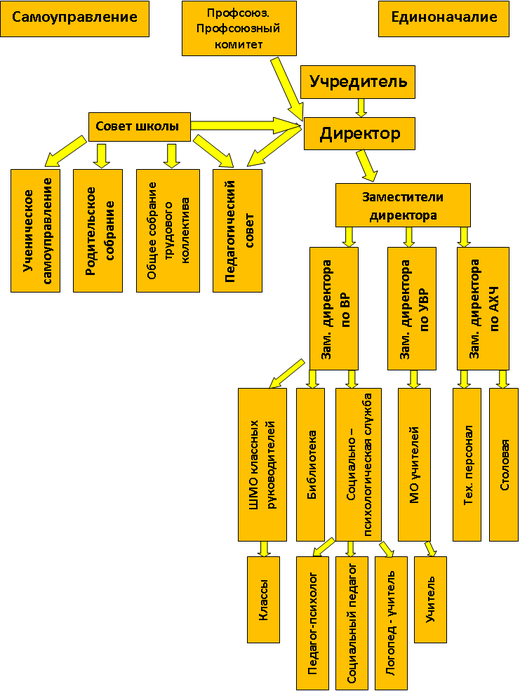 Самоуправление
Профсоюз.
Профсоюзный
комитет
Единоначалие
Учредитель
Совет школы
Директор
Ученическое
самоуправление
Родительское
собрание
Общее собрание
трудового
коллектива
Педагогический
совет
Заместители
директора
Зам. директора
по ВР
Зам. директора
по УВР
Зам. директора
по АХЧ
ШМО классных
руководителей
Библиотека
Социально –
психологическая служба
МО учителей
Тех. персонал
Столовая
Классы
Педагог-психолог
Социальный педагог
Логопед - учитель
Учитель